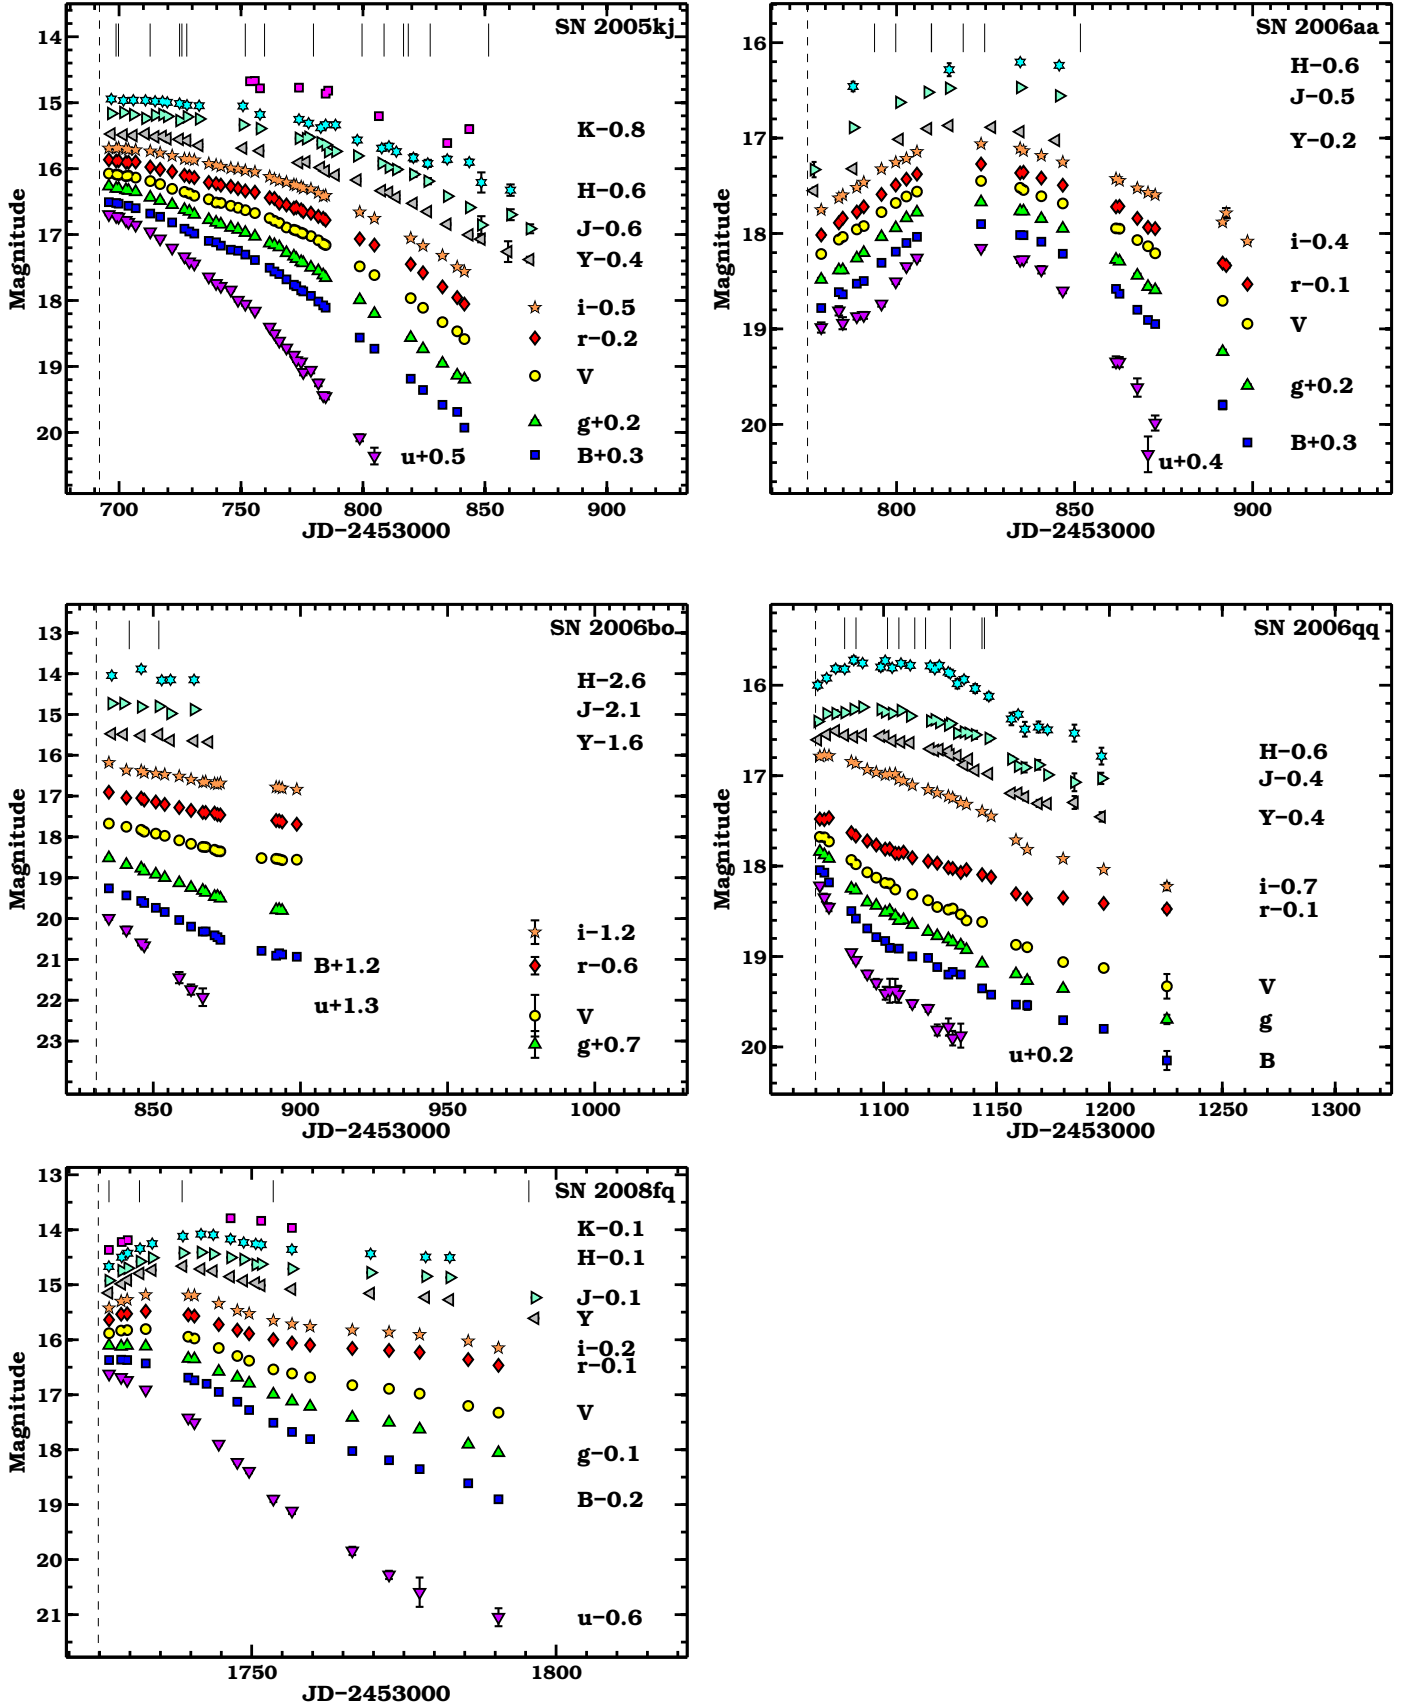 SN 2005kj
14
15
16
17
18
19
20
Magnitude
K−0.8
H−0.6
J−0.6
Y−0.4
i−0.5
r−0.2
V
g+0.2
B+0.3
u+0.5
700 750 800 850 900
JD−2453000
SN 2006aa
16
17
18
19
20
Magnitude
H−0.6
J−0.5
Y−0.2
i−0.4
r−0.1
V
g+0.2
B+0.3
u+0.4
800 850 900
JD−2453000
SN 2006bo
13
14
15
16
17
18
19
20
21
22
23
Magnitude
H−2.6
J−2.1
Y−1.6
i−1.2
B+1.2 r−0.6
u+1.3
V
g+0.7
850 900 950 1000
JD−2453000
SN 2006qq
16
17
18
19
20
Magnitude
H−0.6
J−0.4
Y−0.4
i−0.7
r−0.1
V
g
u+0.2
B
1100 1150 1200 1250 1300
JD−2453000
SN 2008fq
13
14
15
16
17
18
19
20
21
Magnitude
K−0.1
H−0.1
J−0.1
Y
i−0.2
r−0.1
V
g−0.1
B−0.2
u−0.6
1750 1800
JD−2453000